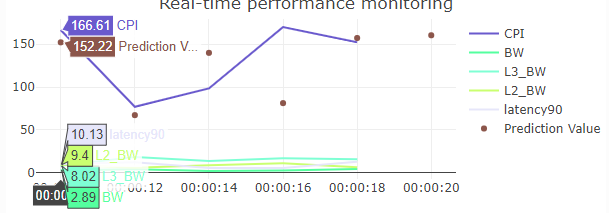 Real-time performance monitoring
166.61 CPI
152.22 Prediction V...
150
100
50
0
10.13 latency90
9.4 L2_BW
8.02 L3_BW
2.89 BW
00:00:12
00:00:14
00:00:16
00:00:18
00:00:20
CPI
BW
L3_BW
L2_BW
latency90
Prediction Value